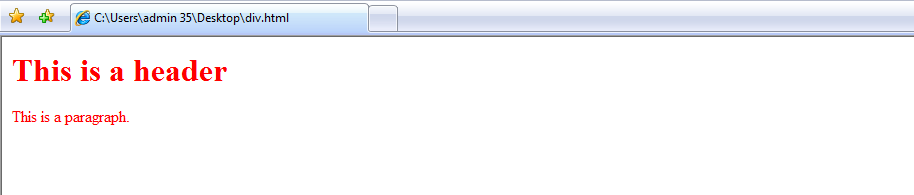 C:\Users\admin 35\Desktop\div.html
This is a header
This is a paragraph.